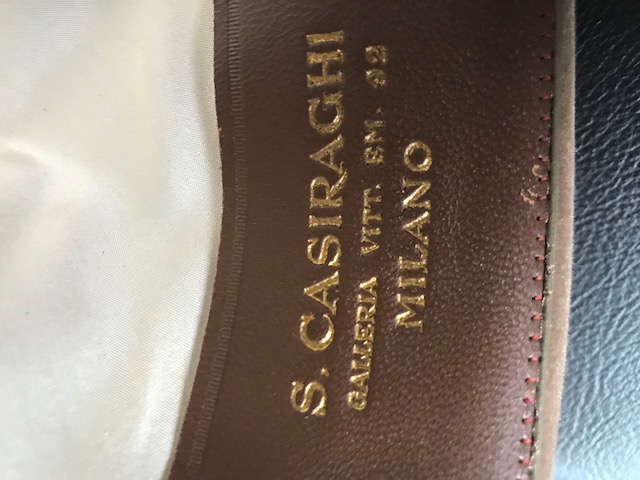 S. CASIRAGHI
GALLERIA VITT. EM. 92
MILANO